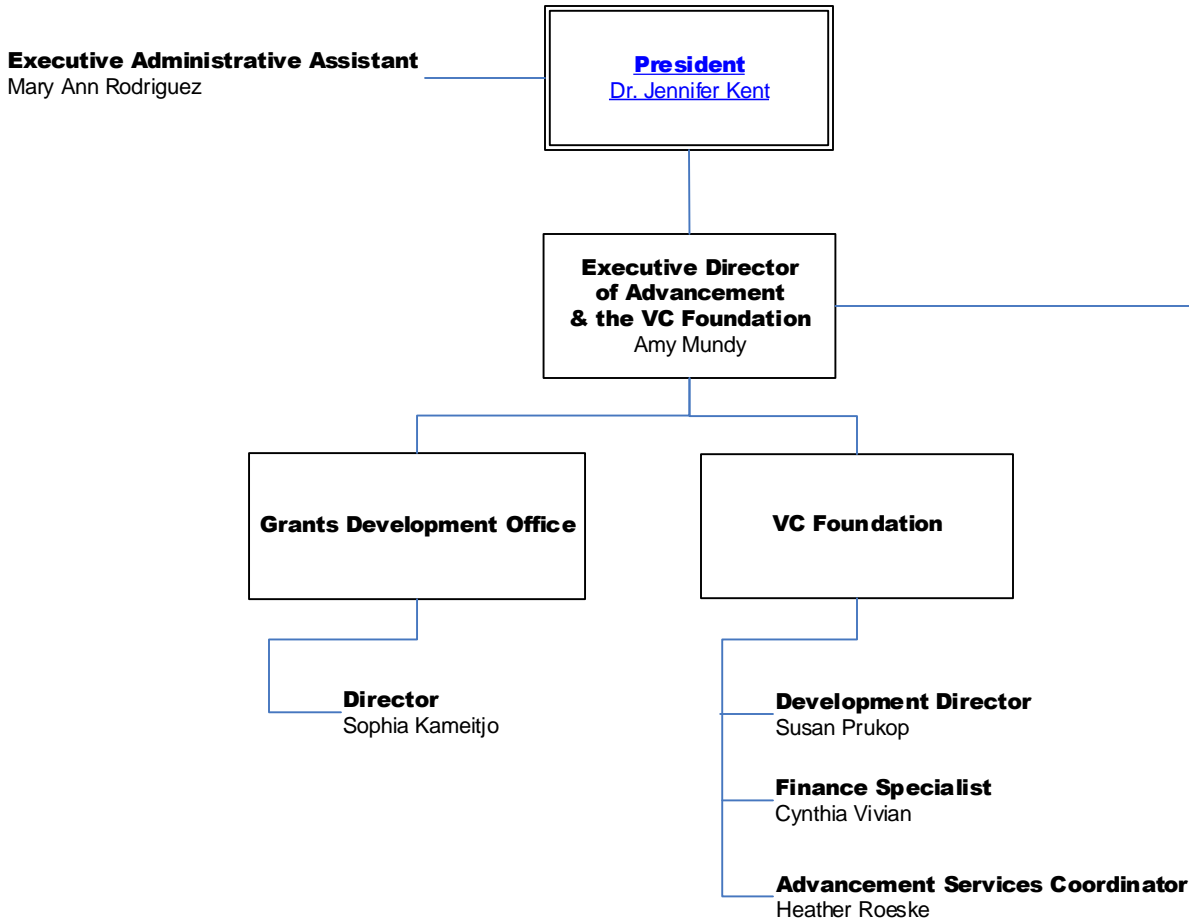 Executive Administrative Assistant
Mary Ann Rodriguez
President
Dr. Jennifer Kent
Executive Director
of Advancement
& the VC Foundation
Amy Mundy
Grants Development Office
VC Foundation
Director
Sophia Kameitjo
Development Director
Susan Prukop
Finance Specialist
Cynthia Vivian
Advancement Services Coordinator
Heather Roeske